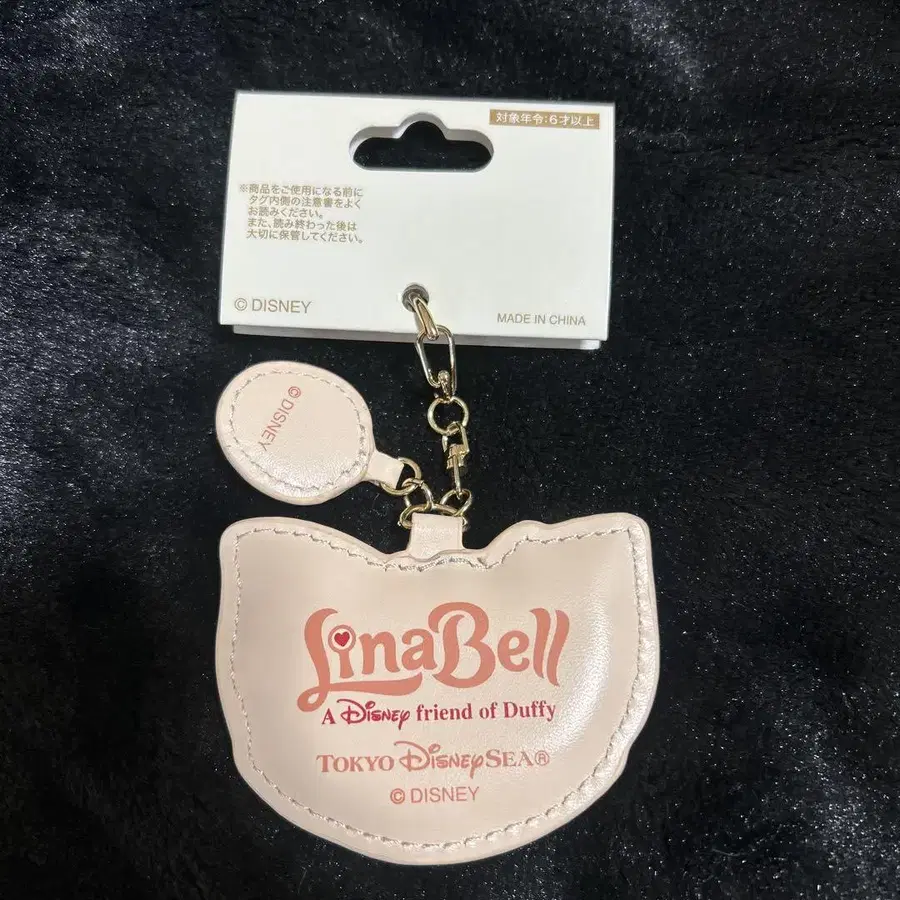 対象年令:6才以上
※商品をご使用になる前に
タグ内側の注意書をよく
お読みください。
また、読み終わった後は
大切に保管してください。
© DISNEY
MADE IN CHINA
© DISNEY
LinaBell
A Disney friend of Duffy
TOKYO DISNEYSEA®
© DISNEY